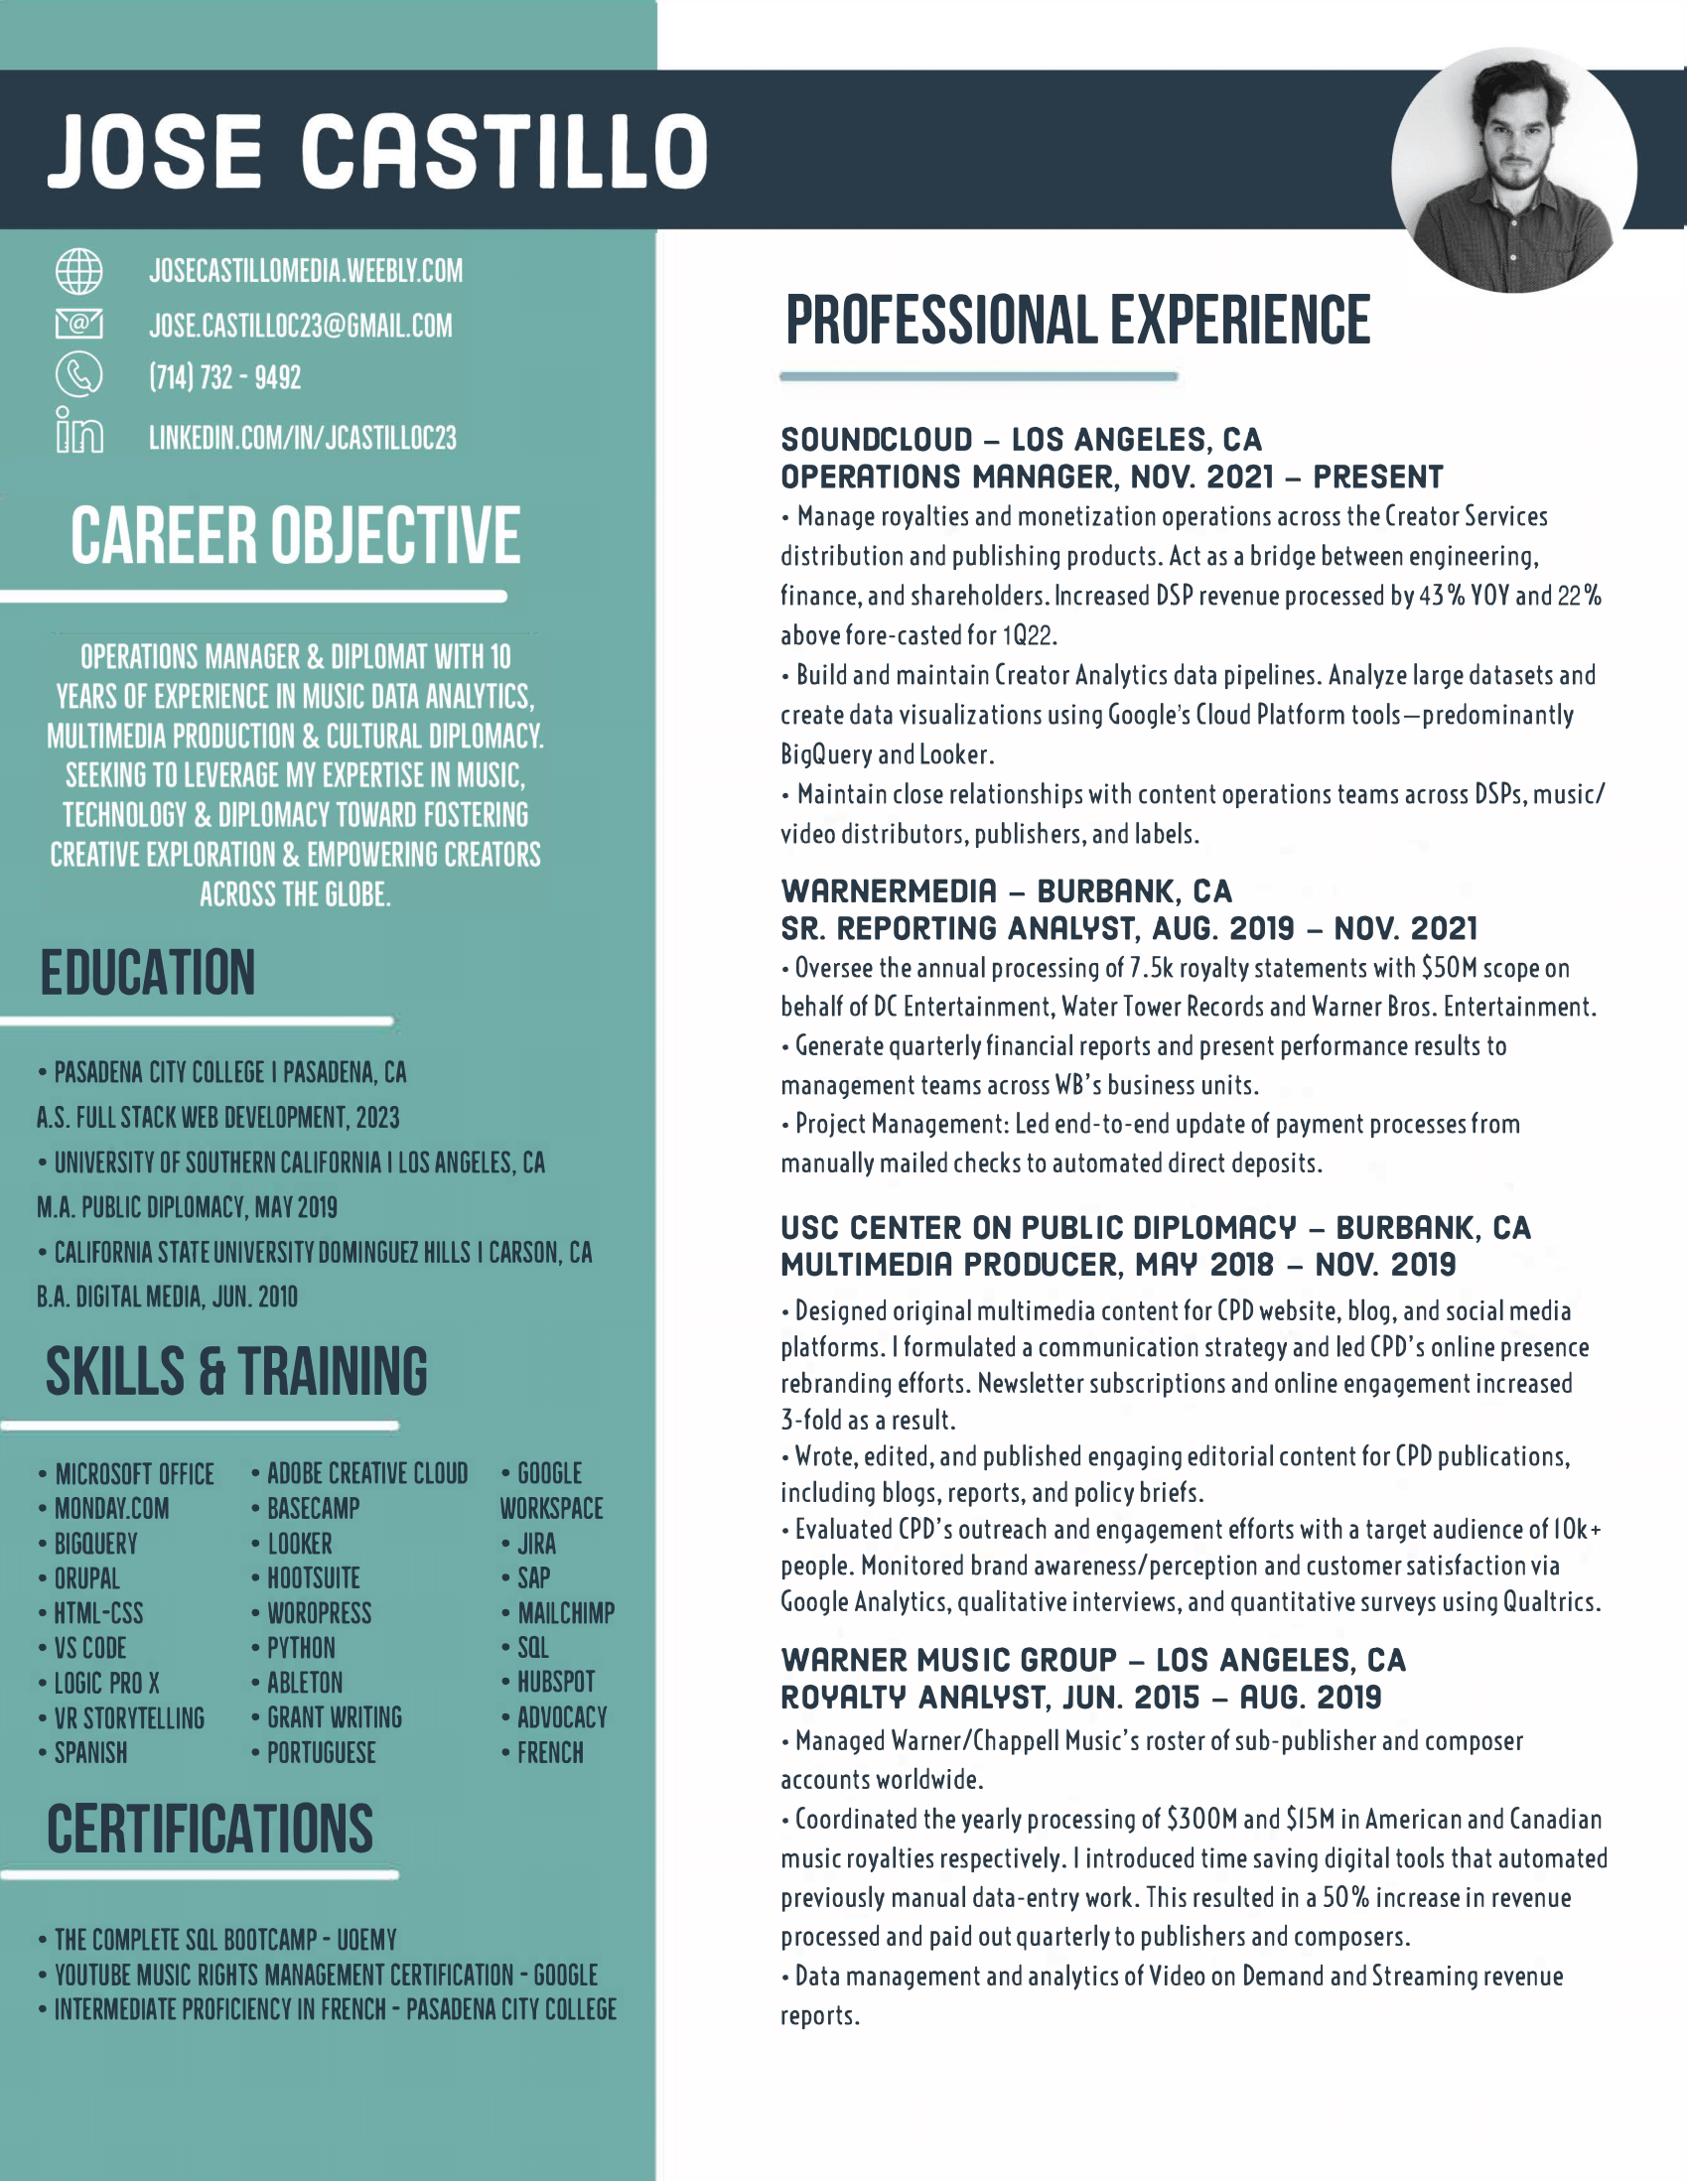 JOSE CASTILLO
JOSECASTILLOMEDIA.WEEBLY.COM
JOSE.CASTILLOC23@GMAIL.COM
(714) 732 - 9492
LINKEDIN.COM/IN/JCASTILLOC23
CAREER OBJECTIVE
OPERATIONS MANAGER & DIPLOMAT WITH 10
YEARS OF EXPERIENCE IN MUSIC DATA ANALYTICS,
MULTIMEDIA PRODUCTION & CULTURAL DIPLOMACY.
SEEKING TO LEVERAGE MY EXPERTISE IN MUSIC,
TECHNOLOGY & DIPLOMACY TOWARD FOSTERING
CREATIVE EXPLORATION & EMPOWERING CREATORS
ACROSS THE GLOBE.
EDUCATION
• PASADENA CITY COLLEGE | PASADENA, CA
A.S. FULL STACK WEB DEVELOPMENT, 2023
• UNIVERSITY OF SOUTHERN CALIFORNIA | LOS ANGELES, CA
M.A. PUBLIC DIPLOMACY, MAY 2019
• CALIFORNIA STATE UNIVERSITY DOMINGUEZ HILLS | CARSON, CA
B.A. DIGITAL MEDIA, JUN. 2010
SKILLS & TRAINING
• MICROSOFT OFFICE
• MONDAY.COM
• BIGQUERY
• ORUPAL
• HTML-CSS
• VS CODE
• LOGIC PRO X
• VR STORYTELLING
• SPANISH
• ADOBE CREATIVE CLOUD
• BASECAMP
• LOOKER
• HOOTSUITE
• WOROPRESS
• PYTHON
• ABLETON
• GRANT WRITING
• PORTUGUESE
• GOOGLE
WORKSPACE
• JIRA
• SAP
• MAILCHIMP
• SQL
• HUBSPOT
• ADVOCACY
• FRENCH
CERTIFICATIONS
• THE COMPLETE SQL BOOTCAMP - UOEMY
• YOUTUBE MUSIC RIGHTS MANAGEMENT CERTIFICATION - GOOGLE
• INTERMEDIATE PROFICIENCY IN FRENCH - PASADENA CITY COLLEGE
PROFESSIONAL EXPERIENCE
SOUNDCLOUD – LOS ANGELES, CA
OPERATIONS MANAGER, NOV. 2021 – PRESENT
• Manage royalties and monetization operations across the Creator Services
distribution and publishing products. Act as a bridge between engineering,
finance, and shareholders. Increased DSP revenue processed by 43% YOY and 22%
above fore-casted for 1Q22.
• Build and maintain Creator Analytics data pipelines. Analyze large datasets and
create data visualizations using Google's Cloud Platform tools—predominantly
BigQuery and Looker.
• Maintain close relationships with content operations teams across DSPs, music/
video distributors, publishers, and labels.
WARNERMEDIA – BURBANK, CA
SR. REPORTING ANALYST, AUG. 2019 – NOV. 2021
• Oversee the annual processing of 7.5k royalty statements with $50M scope on
behalf of DC Entertainment, Water Tower Records and Warner Bros. Entertainment.
• Generate quarterly financial reports and present performance results to
management teams across WB's business units.
• Project Management: Led end-to-end update of payment processes from
manually mailed checks to automated direct deposits.
USC CENTER ON PUBLIC DIPLOMACY – BURBANK, CA
MULTIMEDIA PRODUCER, MAY 2018 – NOV. 2019
• Designed original multimedia content for CPD website, blog, and social media
platforms. I formulated a communication strategy and led CPD's online presence
rebranding efforts. Newsletter subscriptions and online engagement increased
3-fold as a result.
• Wrote, edited, and published engaging editorial content for CPD publications,
including blogs, reports, and policy briefs.
• Evaluated CPD's outreach and engagement efforts with a target audience of 10k+
people. Monitored brand awareness/perception and customer satisfaction via
Google Analytics, qualitative interviews, and quantitative surveys using Qualtrics.
WARNER MUSIC GROUP – LOS ANGELES, CA
ROYALTY ANALYST, JUN. 2015 – AUG. 2019
• Managed Warner/Chappell Music's roster of sub-publisher and composer
accounts worldwide.
• Coordinated the yearly processing of $300M and $15M in American and Canadian
music royalties respectively. I introduced time saving digital tools that automated
previously manual data-entry work. This resulted in a 50% increase in revenue
processed and paid out quarterly to publishers and composers.
• Data management and analytics of Video on Demand and Streaming revenue
reports.